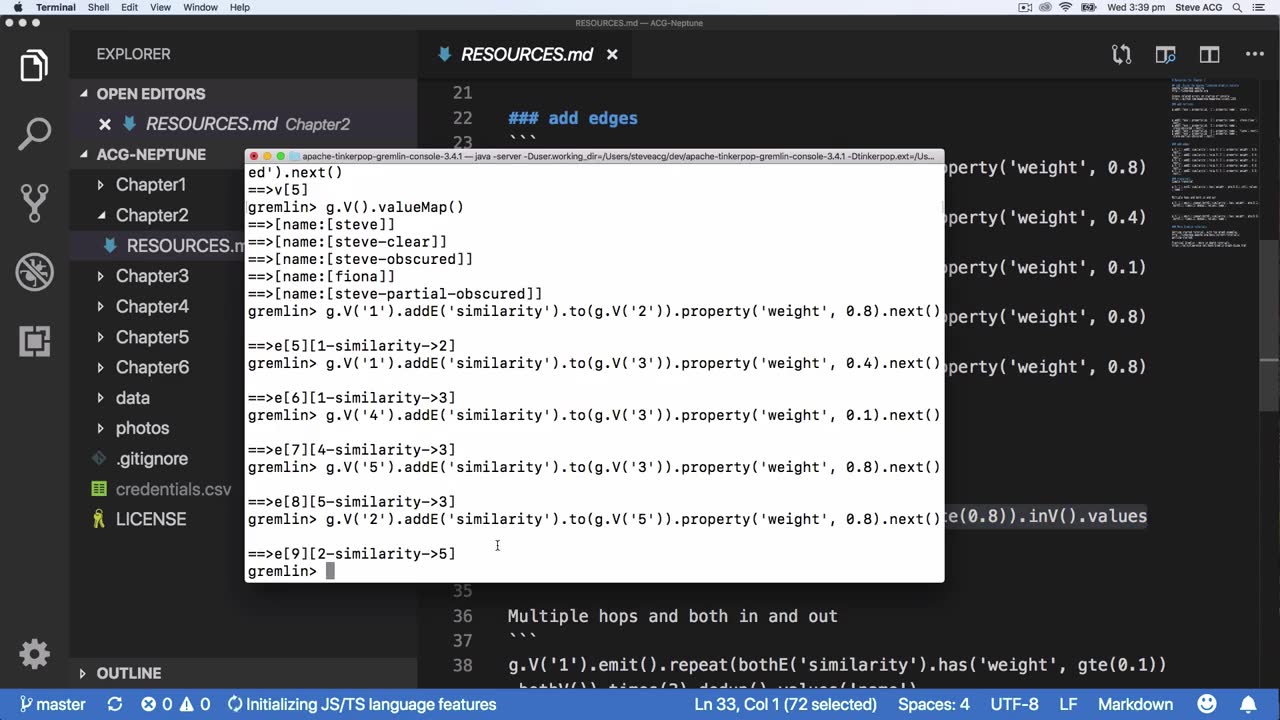 Terminal Shell Edit View Window Help Wed 3:39 pm Steve ACG
RESOURCES.md — ACG-Neptune
EXPLORER
OPEN EDITORS
RESOURCES.md Chapter2
ACG-NEPTUNE
Chapter1
Chapter2
RESOURCES.m
Chapter3
Chapter4
Chapter5
Chapter6
data
photos
.gitignore
credentials.csv
LICENSE
OUTLINE
RESOURCES.md
21
22 ### add edges
23 ```
operty('weight', 0.8)
operty('weight', 0.4)
operty('weight', 0.1)
operty('weight', 0.8)
operty('weight', 0.8)
te(0.8)).inV().values
35
36 Multiple hops and both in and out
37 ```
38 g.V('1').emit().repeat(bothE('similarity').has('weight', gte(0.1))
.bothV()).times(2).dedup().values('name')
apache-tinkerpop-gremlin-console-3.4.1 — java -server -Duser.working_dir=/Users/steveacg/dev/apache-tinkerpop-gremlin-console-3.4.1 -Dtinkerpop.ext=/Us...
ed').next()
==>v[5]
gremlin> g.V().valueMap()
==>[name:[steve]]
==>[name:[steve-clear]]
==>[name:[steve-obscured]]
==>[name:[fiona]]
==>[name:[steve-partial-obscured]]
gremlin> g.V('1').addE('similarity').to(g.V('2')).property('weight', 0.8).next()
==>e[5][1-similarity->2]
gremlin> g.V('1').addE('similarity').to(g.V('3')).property('weight', 0.4).next()
==>e[6][1-similarity->3]
gremlin> g.V('4').addE('similarity').to(g.V('3')).property('weight', 0.1).next()
==>e[7][4-similarity->3]
gremlin> g.V('5').addE('similarity').to(g.V('3')).property('weight', 0.8).next()
==>e[8][5-similarity->3]
gremlin> g.V('2').addE('similarity').to(g.V('5')).property('weight', 0.8).next()
==>e[9][2-similarity->5]
gremlin>
master 0 0 Initializing JS/TS language features Ln 33, Col 1 (72 selected) Spaces: 4 UTF-8 LF Markdown